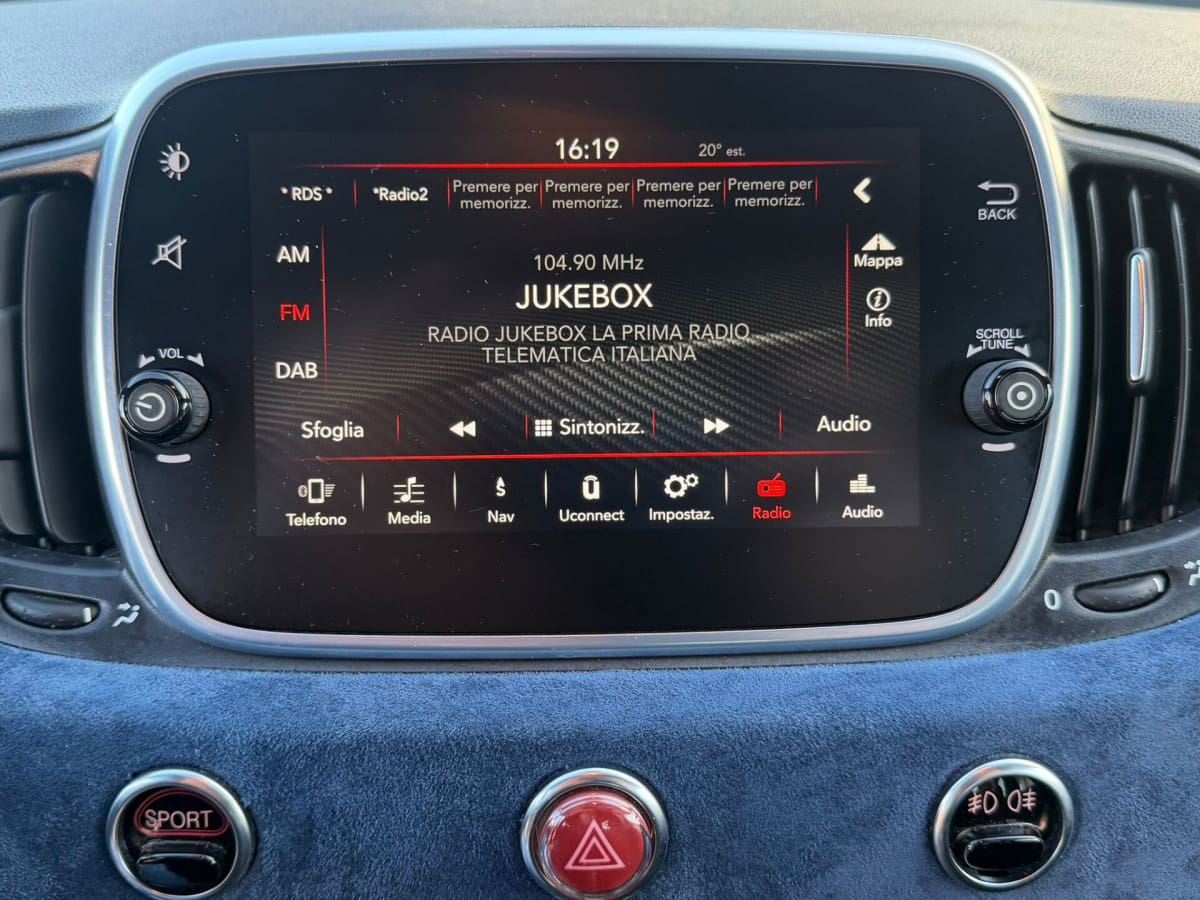 16:19 20° est.
*RDS* *Radio2 Premere per memorizz. Premere per memorizz. Premere per memorizz. Premere per memorizz.
BACK
AM
Mappa
104.90 MHz
JUKEBOX
FM
Info
RADIO JUKEBOX LA PRIMA RADIO
TELEMATICA ITALIANA
VOL
SCROLL
TUNE
DAB
Sfoglia Sintonizz. Audio
Telefono Media Nav Uconnect Impostaz. Radio Audio
0
SPORT